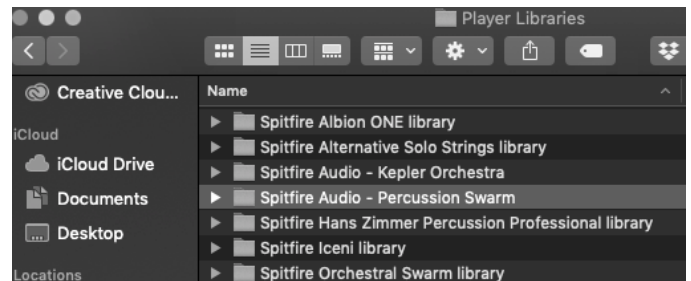 Player Libraries
Creative Clou...
iCloud
iCloud Drive
Documents
Desktop
Locations
Name
Spitfire Albion ONE library
Spitfire Alternative Solo Strings library
Spitfire Audio - Kepler Orchestra
Spitfire Audio - Percussion Swarm
Spitfire Hans Zimmer Percussion Professional library
Spitfire Iceni library
Spitfire Orchestral Swarm library